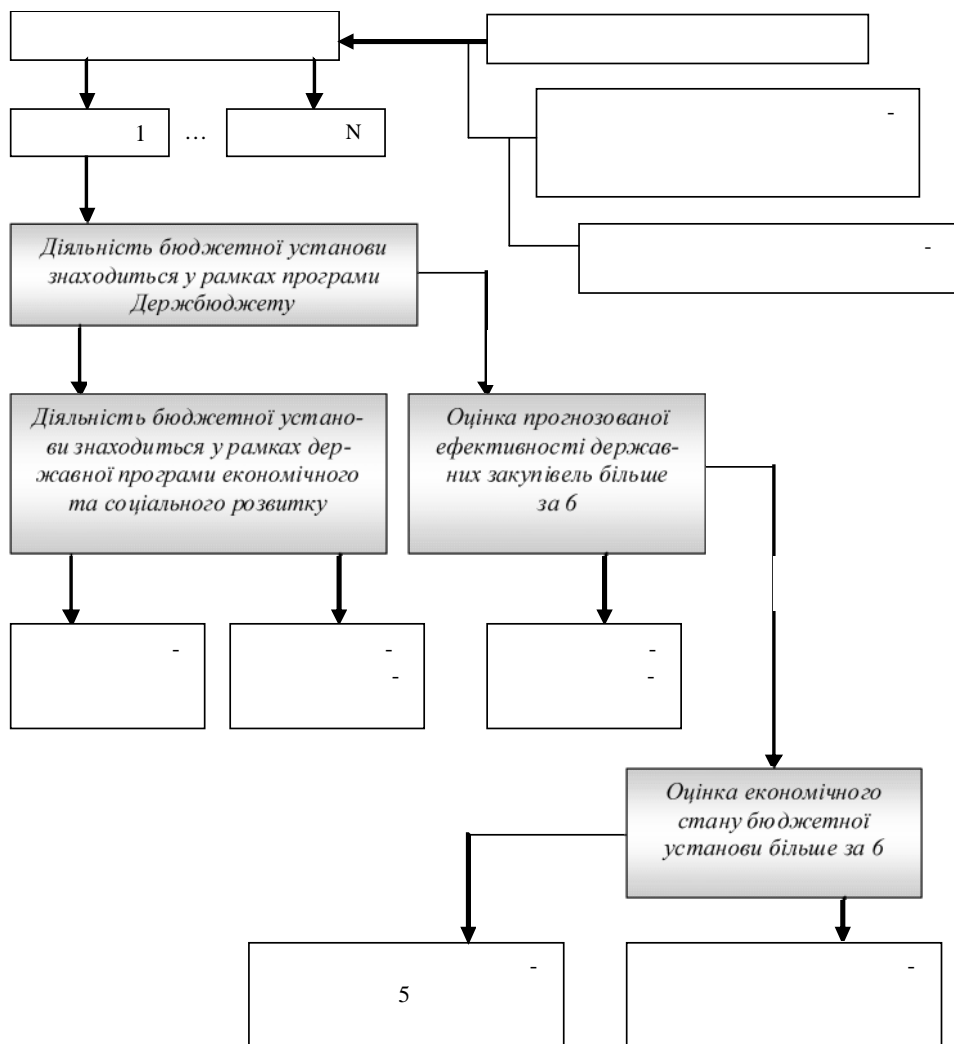 -
1 … N
-
Діяльність бюджетної установи
знаходиться у рамках програми
Держбюджету
Діяльність бюджетної устано-
ви знаходиться у рамках дер-
жавної програми економічного
та соціального розвитку
Оцінка прогнозованої
ефективності держав-
них закупівель більше
за 6
-
-
-
-
-
Оцінка економічного
стану бюджетної
установи більше за 6
-
5
-